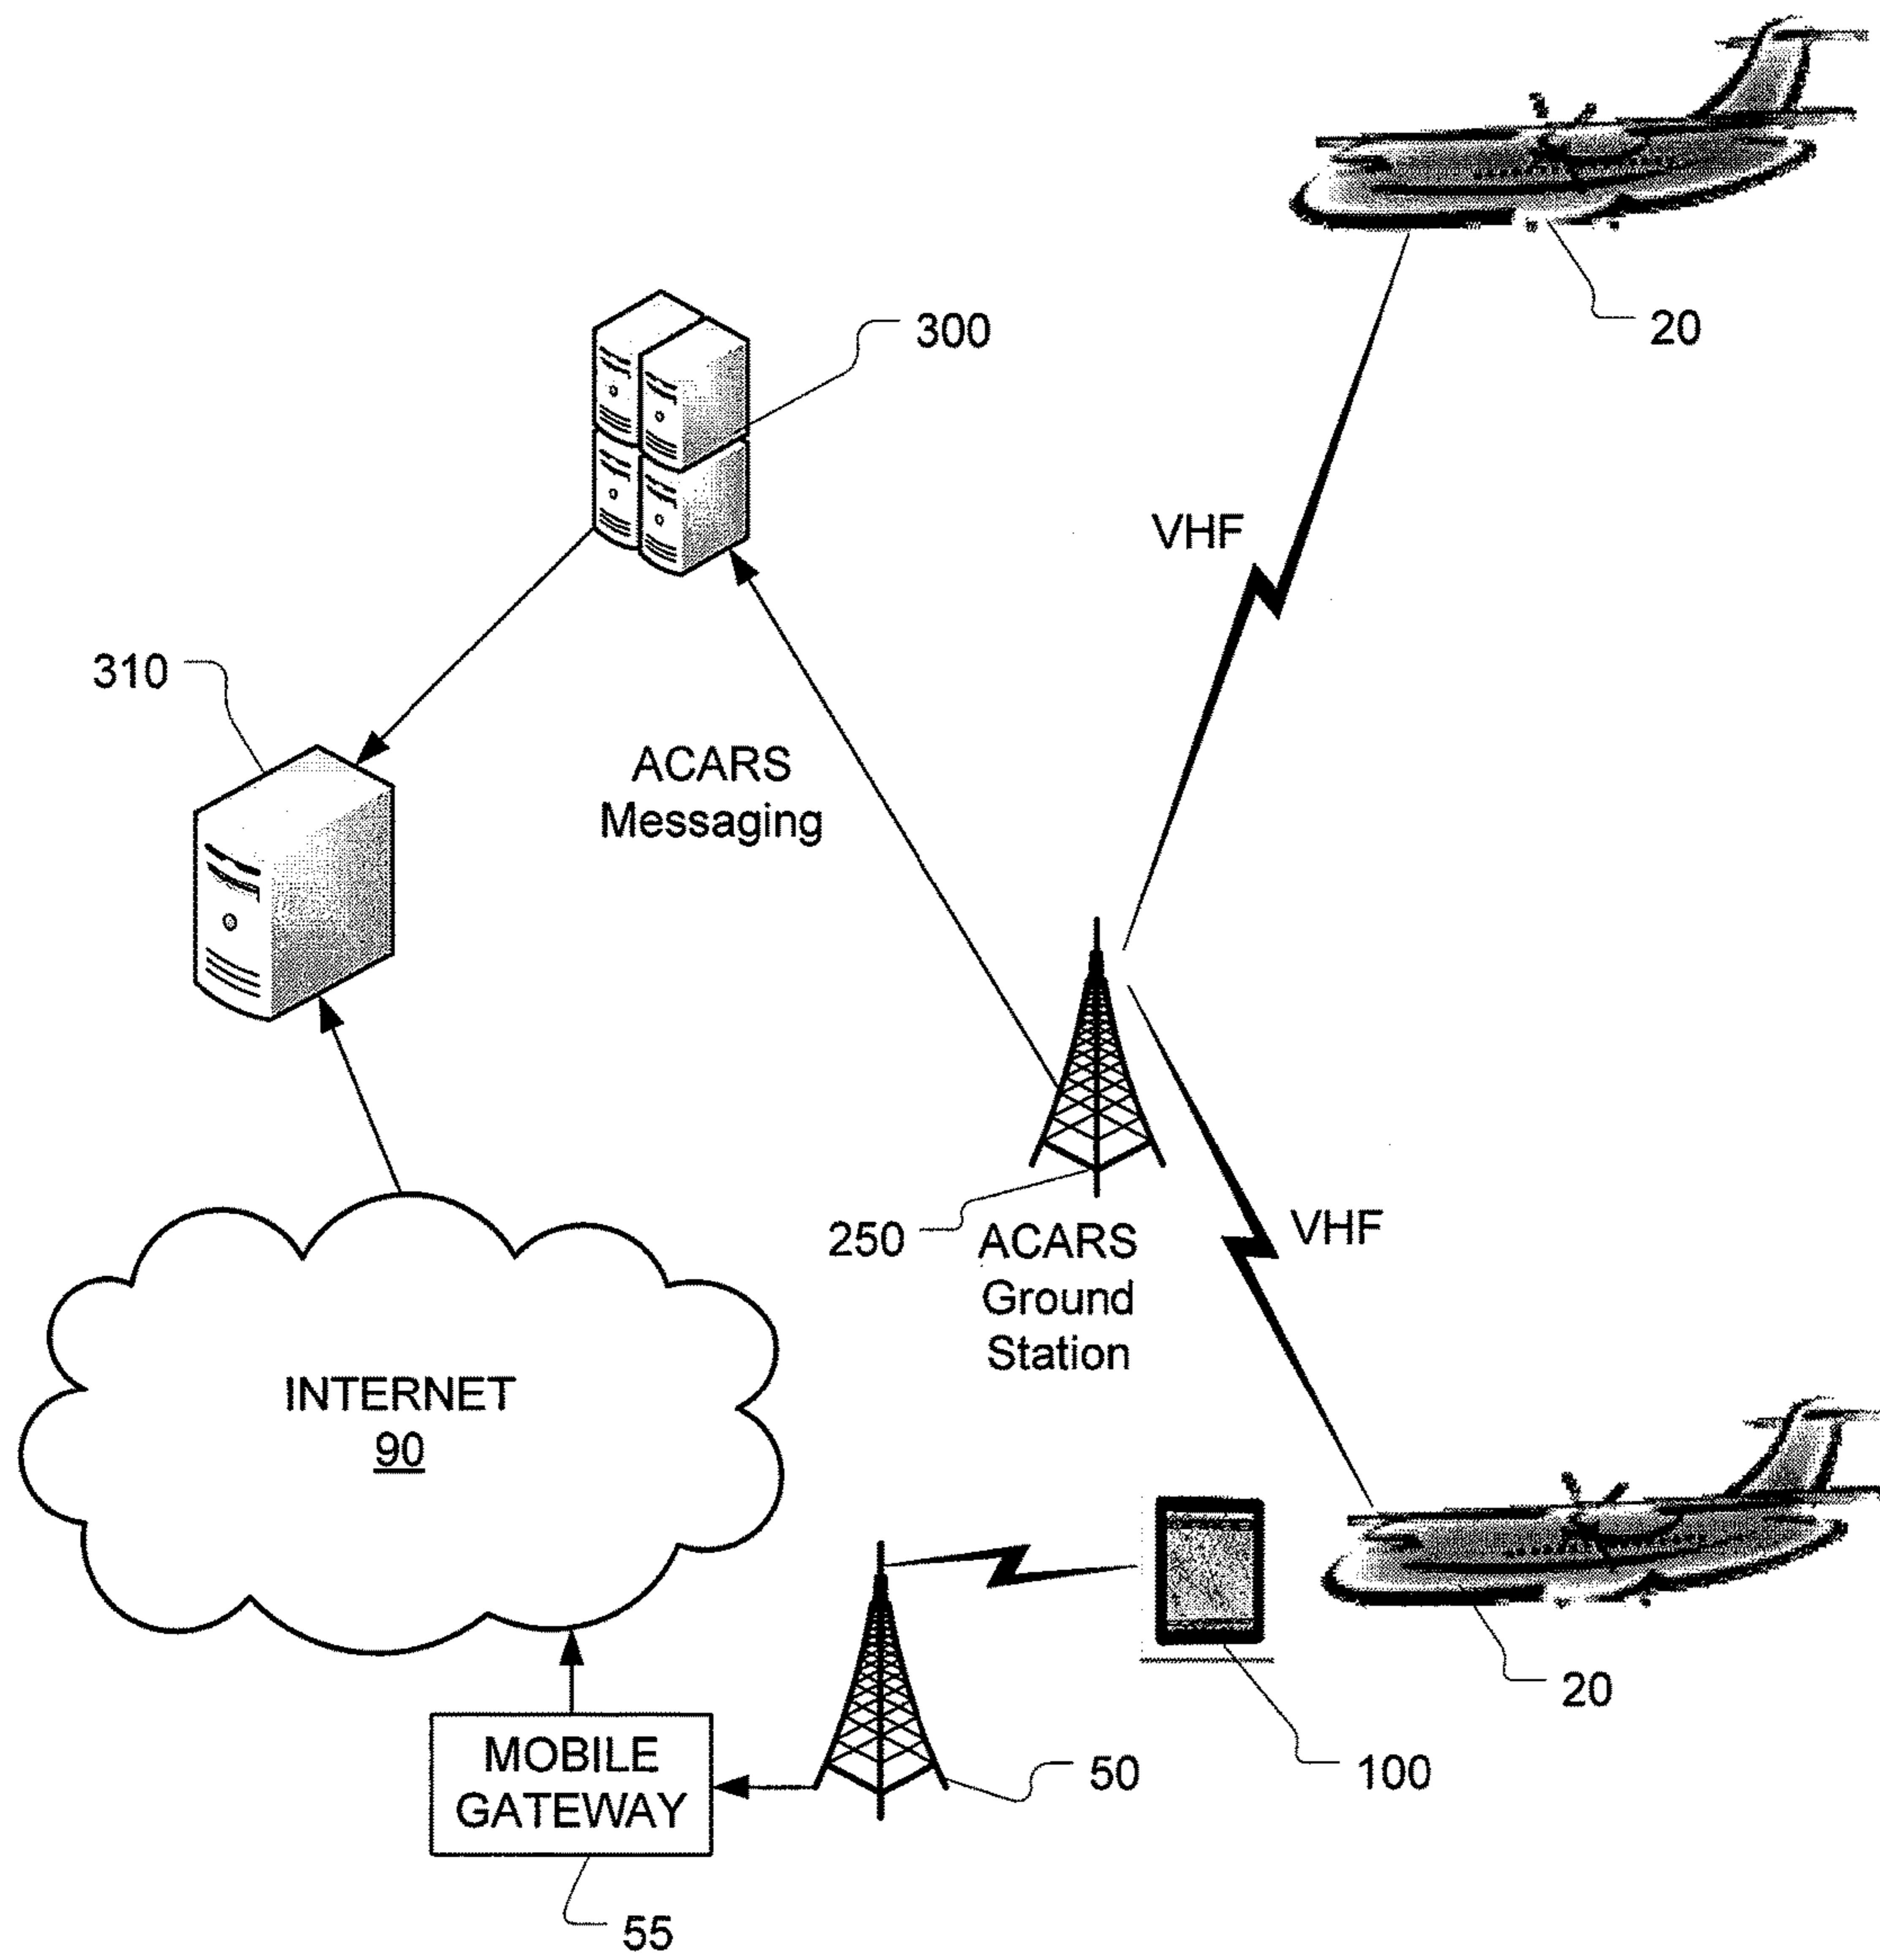 20
300
VHF
310
ACARS
Messaging
250
ACARS
Ground
Station
VHF
INTERNET
90
20
100
50
MOBILE
GATEWAY
55